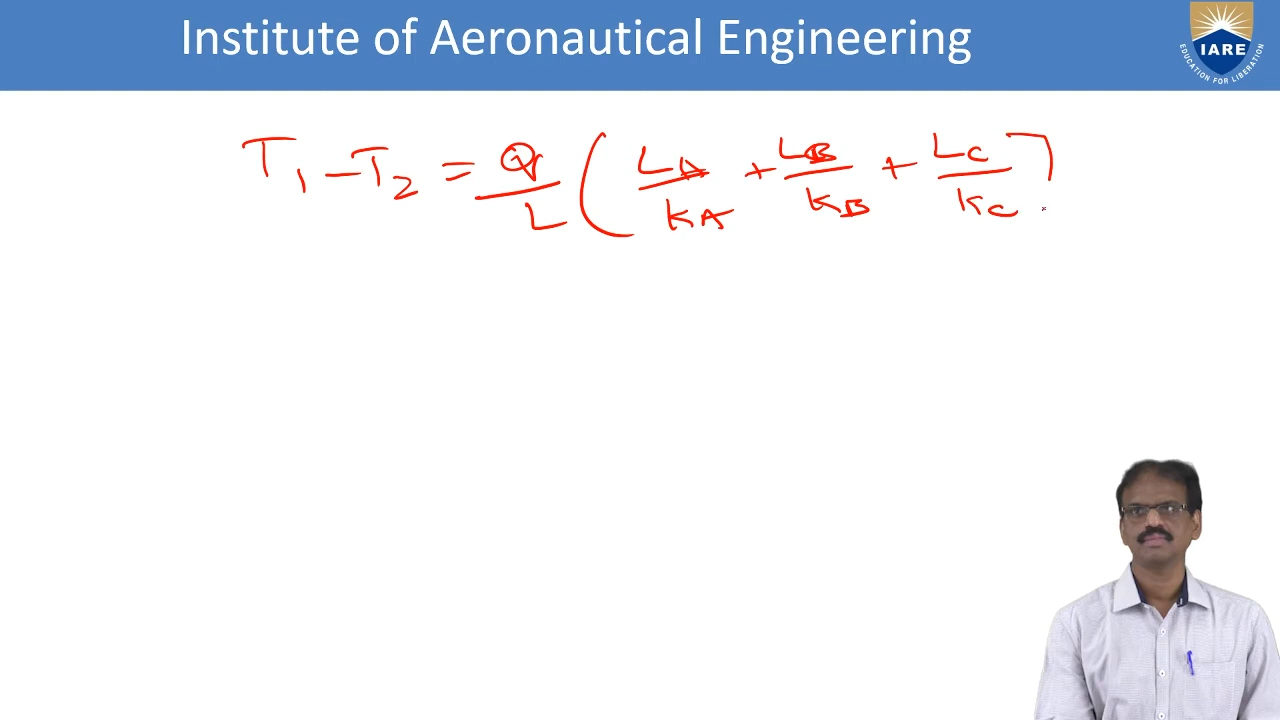 Institute of Aeronautical Engineering
IARE
EDUCATION FOR LIBERATION
T1 - T2 = Q/L ( LA/KA + LB/KB + LC/KC